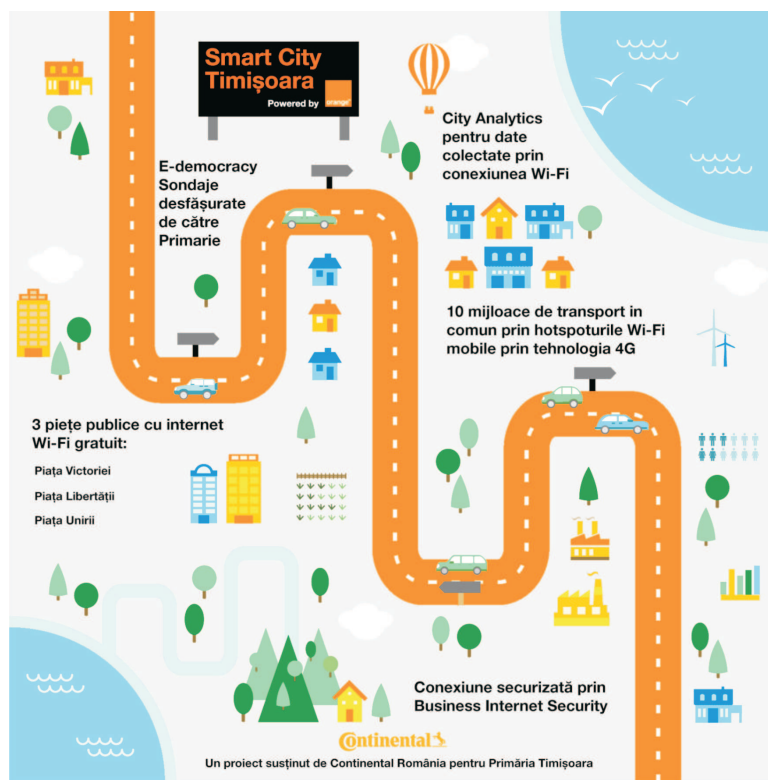 Smart City
Timișoara
Powered by
orange
City Analytics
pentru date
colectate prin
conexiunea Wi-Fi
E-democracy
Sondaje
desfășurate
de către
Primarie
10 mijloace de transport in
comun prin hotspoturile Wi-Fi
mobile prin tehnologia 4G
3 piețe publice cu internet
Wi-Fi gratuit:
Piața Victoriei
Piața Libertății
Piața Unirii
Conexiune securizată prin
Business Internet Security
Continental
Un proiect susținut de Continental România pentru Primăria Timișoara